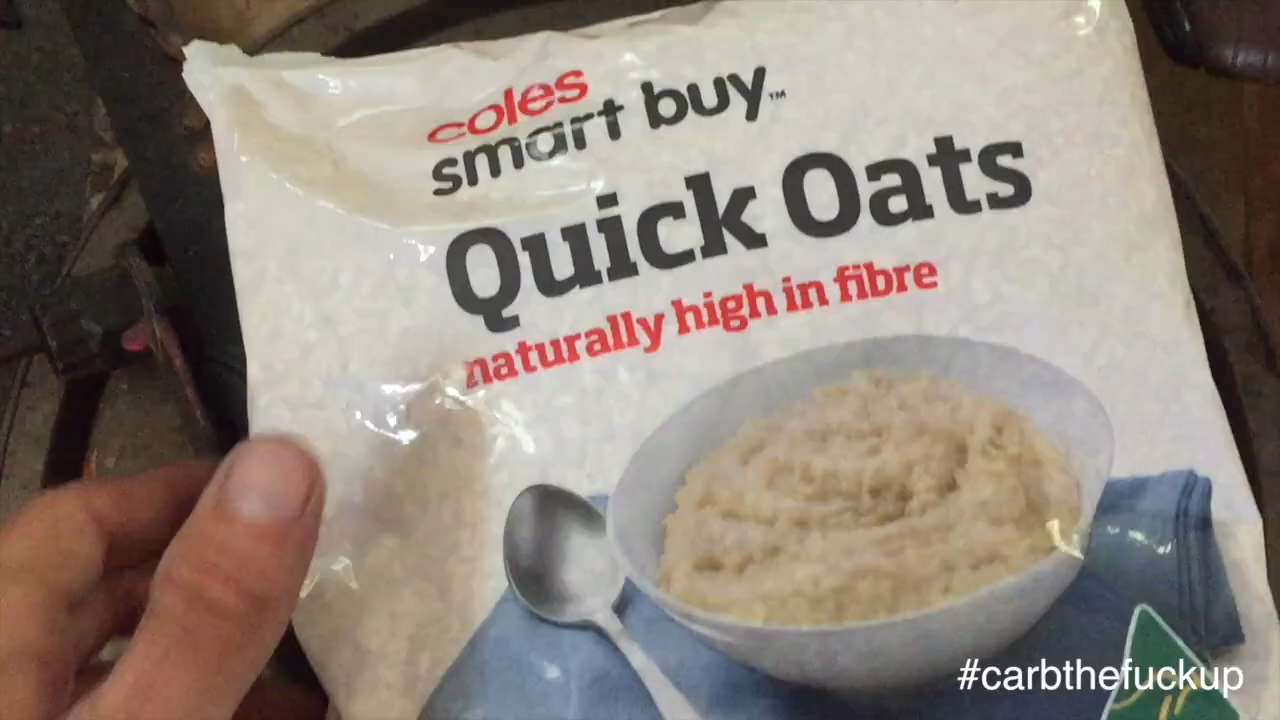 coles
smart buy™
Quick Oats
naturally high in fibre
#carbthefuckup